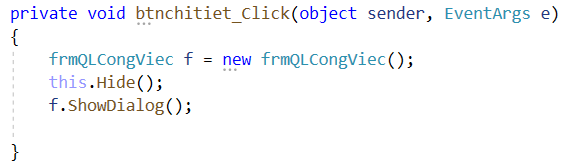 private void btnchitiet_Click(object sender, EventArgs e)
{
    frmQLCongViec f = new frmQLCongViec();
    this.Hide();
    f.ShowDialog();
}